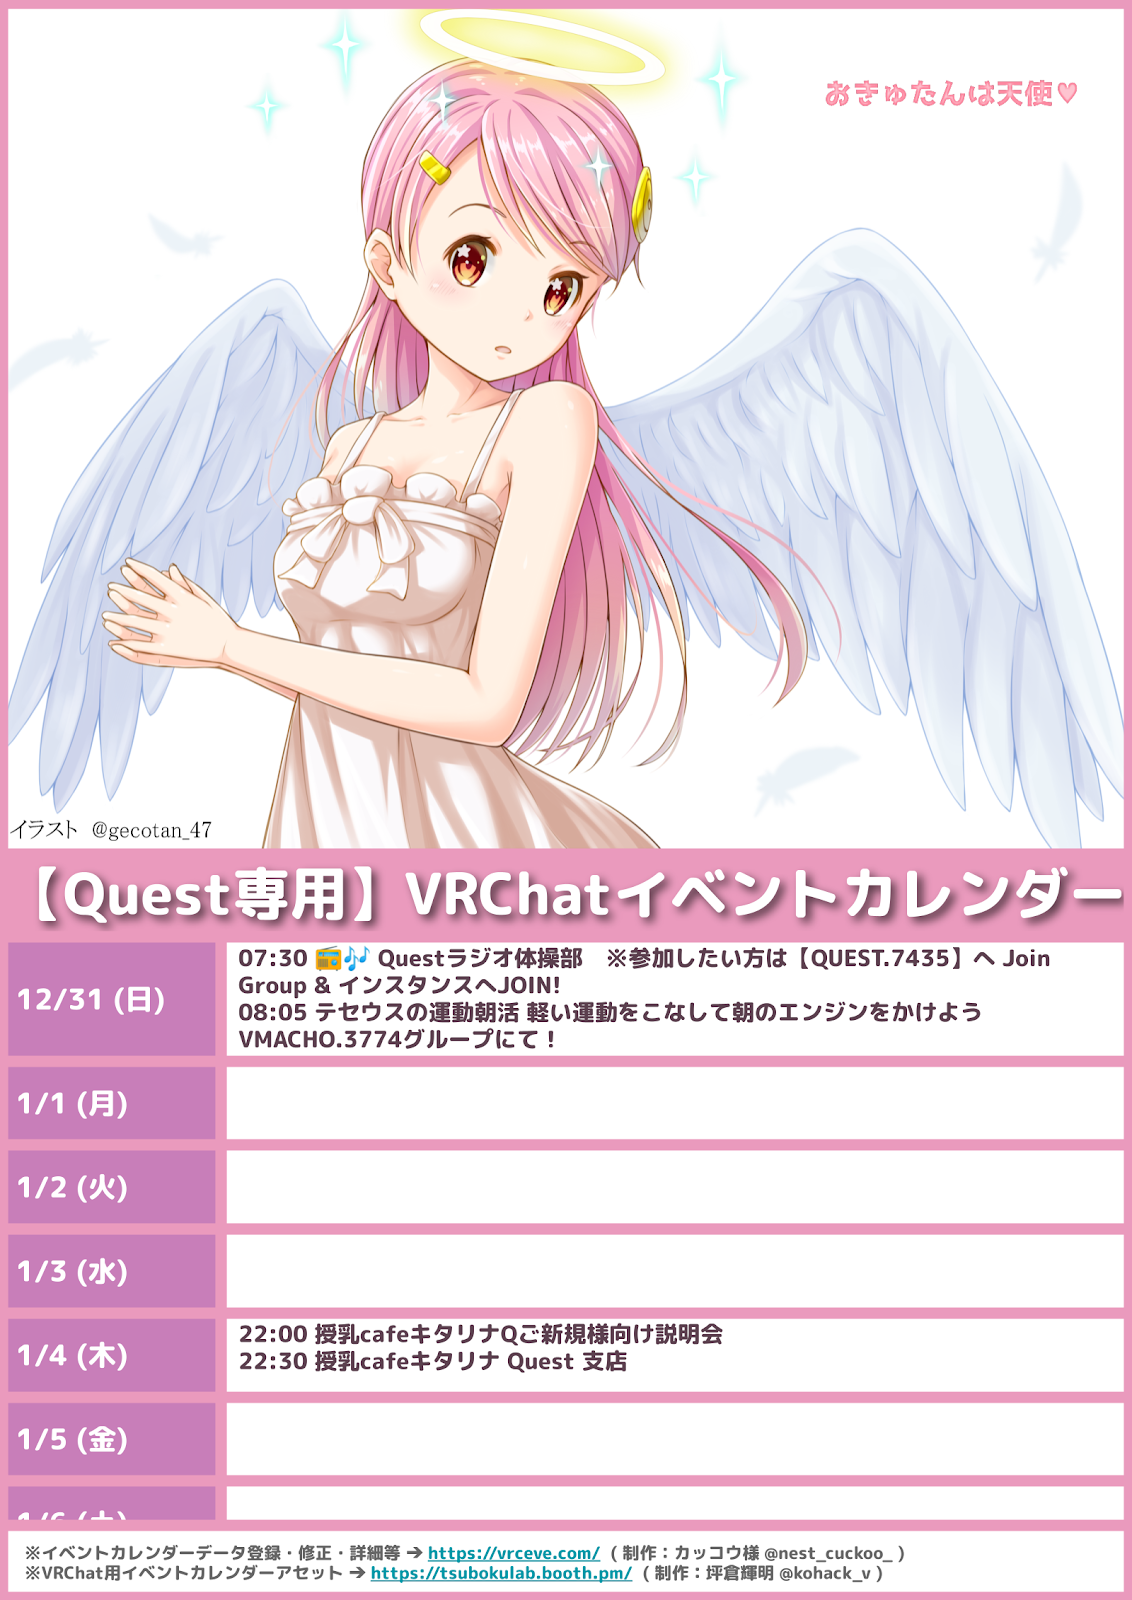 おきゅたんは天使♥
イラスト @gecotan_47
【Quest専用】VRChatイベントカレンダー
12/31 (日)
07:30 📻🎶 Questラジオ体操部　※参加したい方は【QUEST.7435】へ Join
Group & インスタンスへJOIN!
08:05 テセウスの運動朝活 軽い運動をこなして朝のエンジンをかけよう
VMACHO.3774グループにて！
1/1 (月)
1/2 (火)
1/3 (水)
1/4 (木)
22:00 授乳cafeキタリナQご新規様向け説明会
22:30 授乳cafeキタリナ Quest 支店
1/5 (金)
1/6 (土)
※イベントカレンダーデータ登録・修正・詳細等 ➔ https://vrceve.com/ ( 制作：カッコウ様 @nest_cuckoo_ )
※VRChat用イベントカレンダーアセット ➔ https://tsubokulab.booth.pm/ ( 制作：坪倉輝明 @kohack_v )